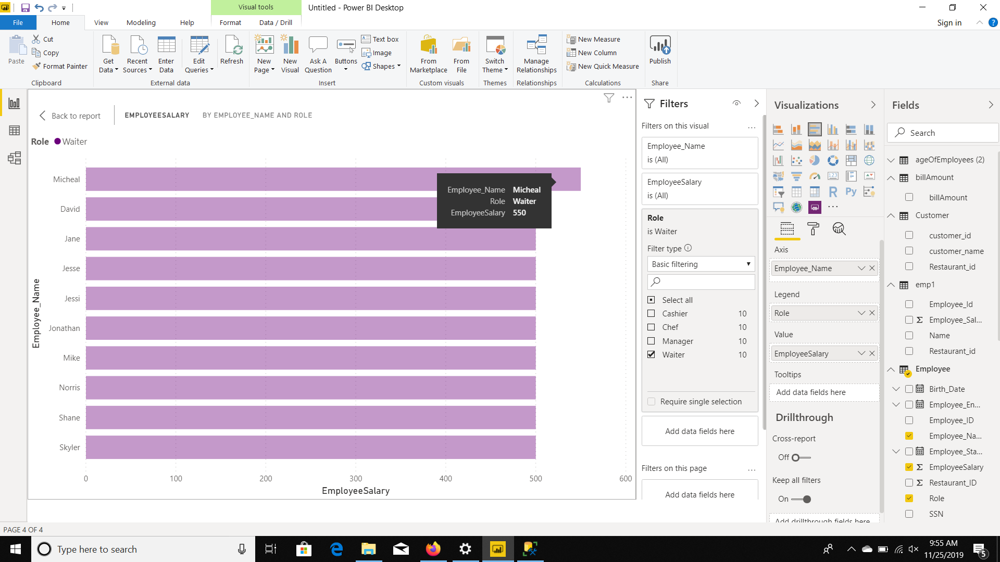 Visual tools
Untitled - Power BI Desktop
File
Home
View
Modeling
Help
Format
Data / Drill
Sign in
?
Paste
Cut
Copy
Format Painter
Clipboard
Get Data
Recent Sources
Enter Data
Edit Queries
Refresh
External data
New Page
New Visual
Ask A Question
Buttons
Text box
Image
Shapes
Insert
From Marketplace
From File
Custom visuals
Switch Theme
Themes
Manage Relationships
Relationships
New Measure
New Column
New Quick Measure
Calculations
Publish
Share
Back to report
EMPLOYEESALARY
BY EMPLOYEE_NAME AND ROLE
Role
Waiter
Employee_Name
Micheal
David
Jane
Jesse
Jessi
Jonathan
Mike
Norris
Shane
Skyler
0
100
200
300
400
500
600
EmployeeSalary
Employee_Name Micheal
Role Waiter
EmployeeSalary 550
Filters
Filters on this visual
...
Employee_Name
is (All)
EmployeeSalary
is (All)
Role
is Waiter
Filter type
Basic filtering
Select all
Cashier 10
Chef 10
Manager 10
Waiter 10
Require single selection
Add data fields here
Filters on this page
...
Add data fields here
Visualizations
123
R
Py
...
Axis
Employee_Name
Legend
Role
Value
EmployeeSalary
Tooltips
Add data fields here
Drillthrough
Cross-report
Off
Keep all filters
On
Add drillthrough fields here
Fields
Search
ageOfEmployees (2)
billAmount
billAmount
Customer
customer_id
customer_name
Restaurant_id
emp1
Employee_Id
Σ Employee_Sal...
Name
Restaurant_id
Employee
Birth_Date
Employee_En...
Employee_ID
Employee_Na...
Employee_Sta...
Σ EmployeeSalary
Σ Restaurant_ID
Role
SSN
PAGE 4 OF 4
Type here to search
9:55 AM
11/25/2019
5